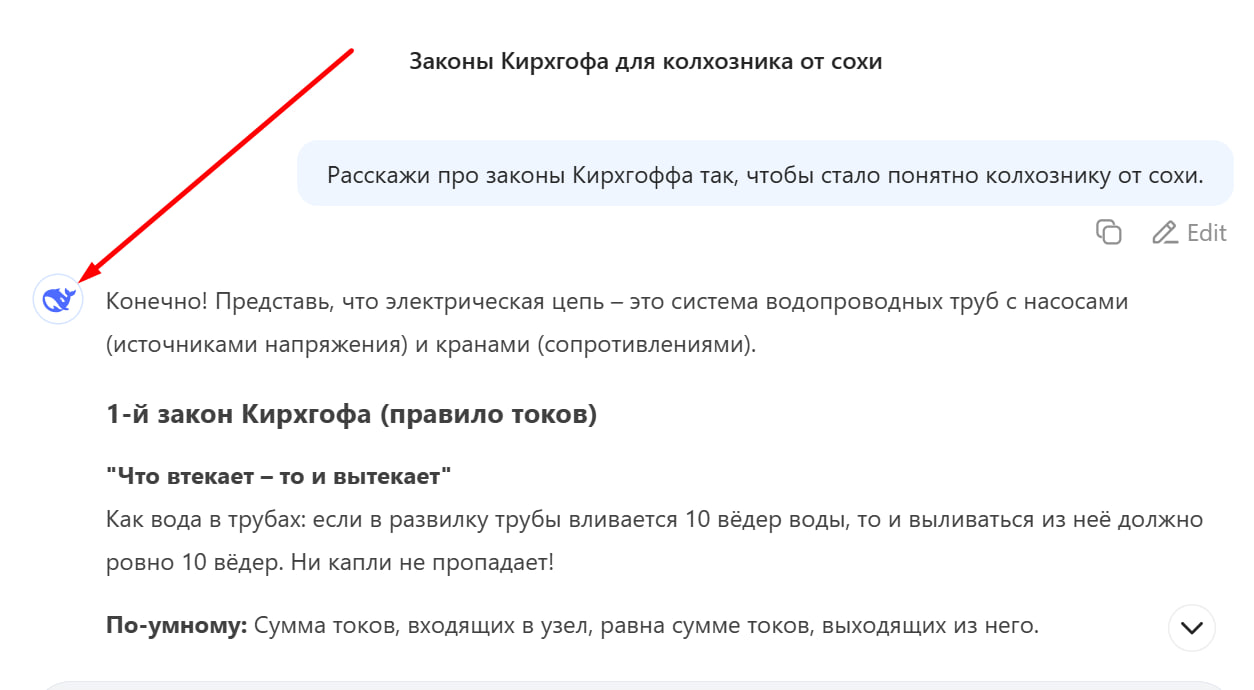 Законы Кирхгофа для колхозника от сохи
Расскажи про законы Кирхгоффа так, чтобы стало понятно колхознику от сохи.
Edit
Конечно! Представь, что электрическая цепь – это система водопроводных труб с насосами
(источниками напряжения) и кранами (сопротивлениями).
1-й закон Кирхгофа (правило токов)
"Что втекает – то и вытекает"
Как вода в трубах: если в развилку трубы вливается 10 вёдер воды, то и выливаться из неё должно
ровно 10 вёдер. Ни капли не пропадает!
По-умному: Сумма токов, входящих в узел, равна сумме токов, выходящих из него.